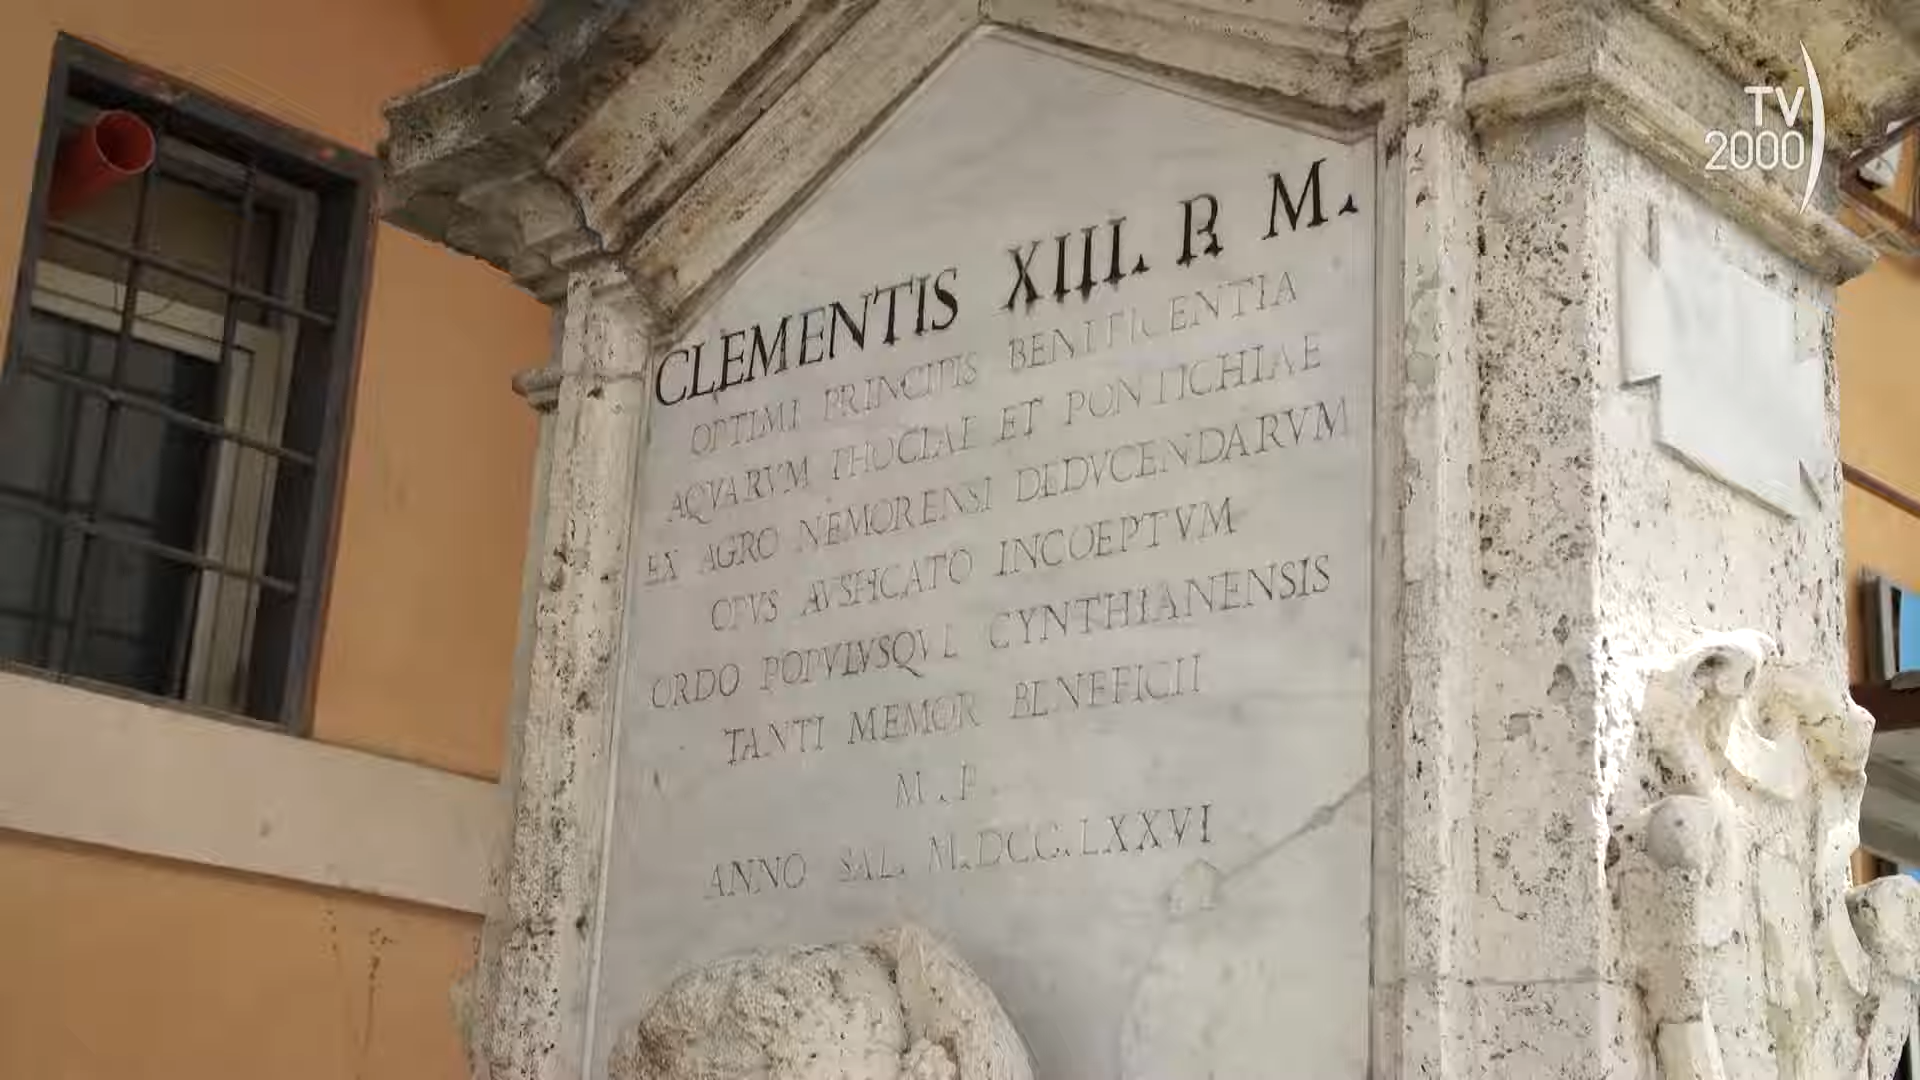 CLEMENTIS XIII. P. M.
OPTIMI PRINCIPIS BENEFICENTIA
AQVARVM THOCIAE ET PONTICHIAE
EX AGRO NEMORENSI DEDVCENDARVM
OPVS AVSPICATO INCOEPTVM
ORDO POPVLVSQVE CYNTHIANENSIS
TANTI MEMOR BENEFICII
M. P.
ANNO SAL. M.DCC.LXXVI
TV
2000